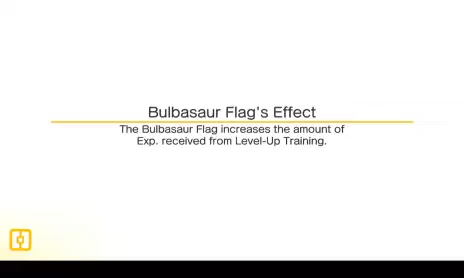 Bulbasaur Flag's Effect
The Bulbasaur Flag increases the amount of
Exp. received from Level-Up Training.